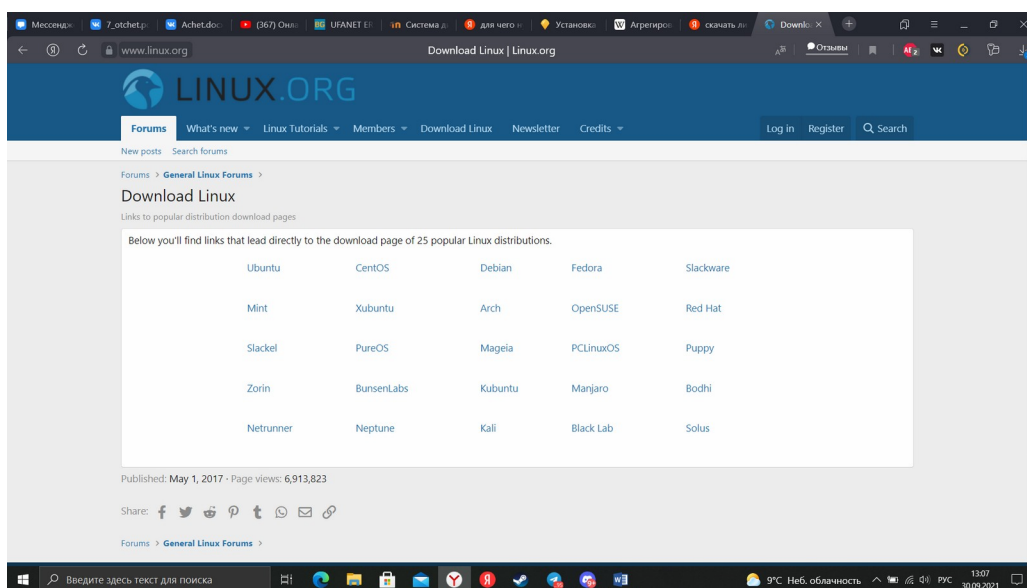 Мессендж 7_otchet.po Achet.doc (367) Онла UFANET El Система д для чего н Установка Агрегиров скачать ли Downlo
www.linux.org Download Linux | Linux.org Отзывы
LINUX.ORG
Forums What's new Linux Tutorials Members Download Linux Newsletter Credits Log in Register Search
New posts Search forums
Forums > General Linux Forums >
Download Linux
Links to popular distribution download pages
Below you'll find links that lead directly to the download page of 25 popular Linux distributions.
Ubuntu CentOS Debian Fedora Slackware
Mint Xubuntu Arch OpenSUSE Red Hat
Slackel PureOS Mageia PCLinuxOS Puppy
Zorin BunsenLabs Kubuntu Manjaro Bodhi
Netrunner Neptune Kali Black Lab Solus
Published: May 1, 2017 · Page views: 6,913,823
Share:
Forums > General Linux Forums >
Введите здесь текст для поиска 9°C Неб. облачность РУС 13:07
30.09.2021